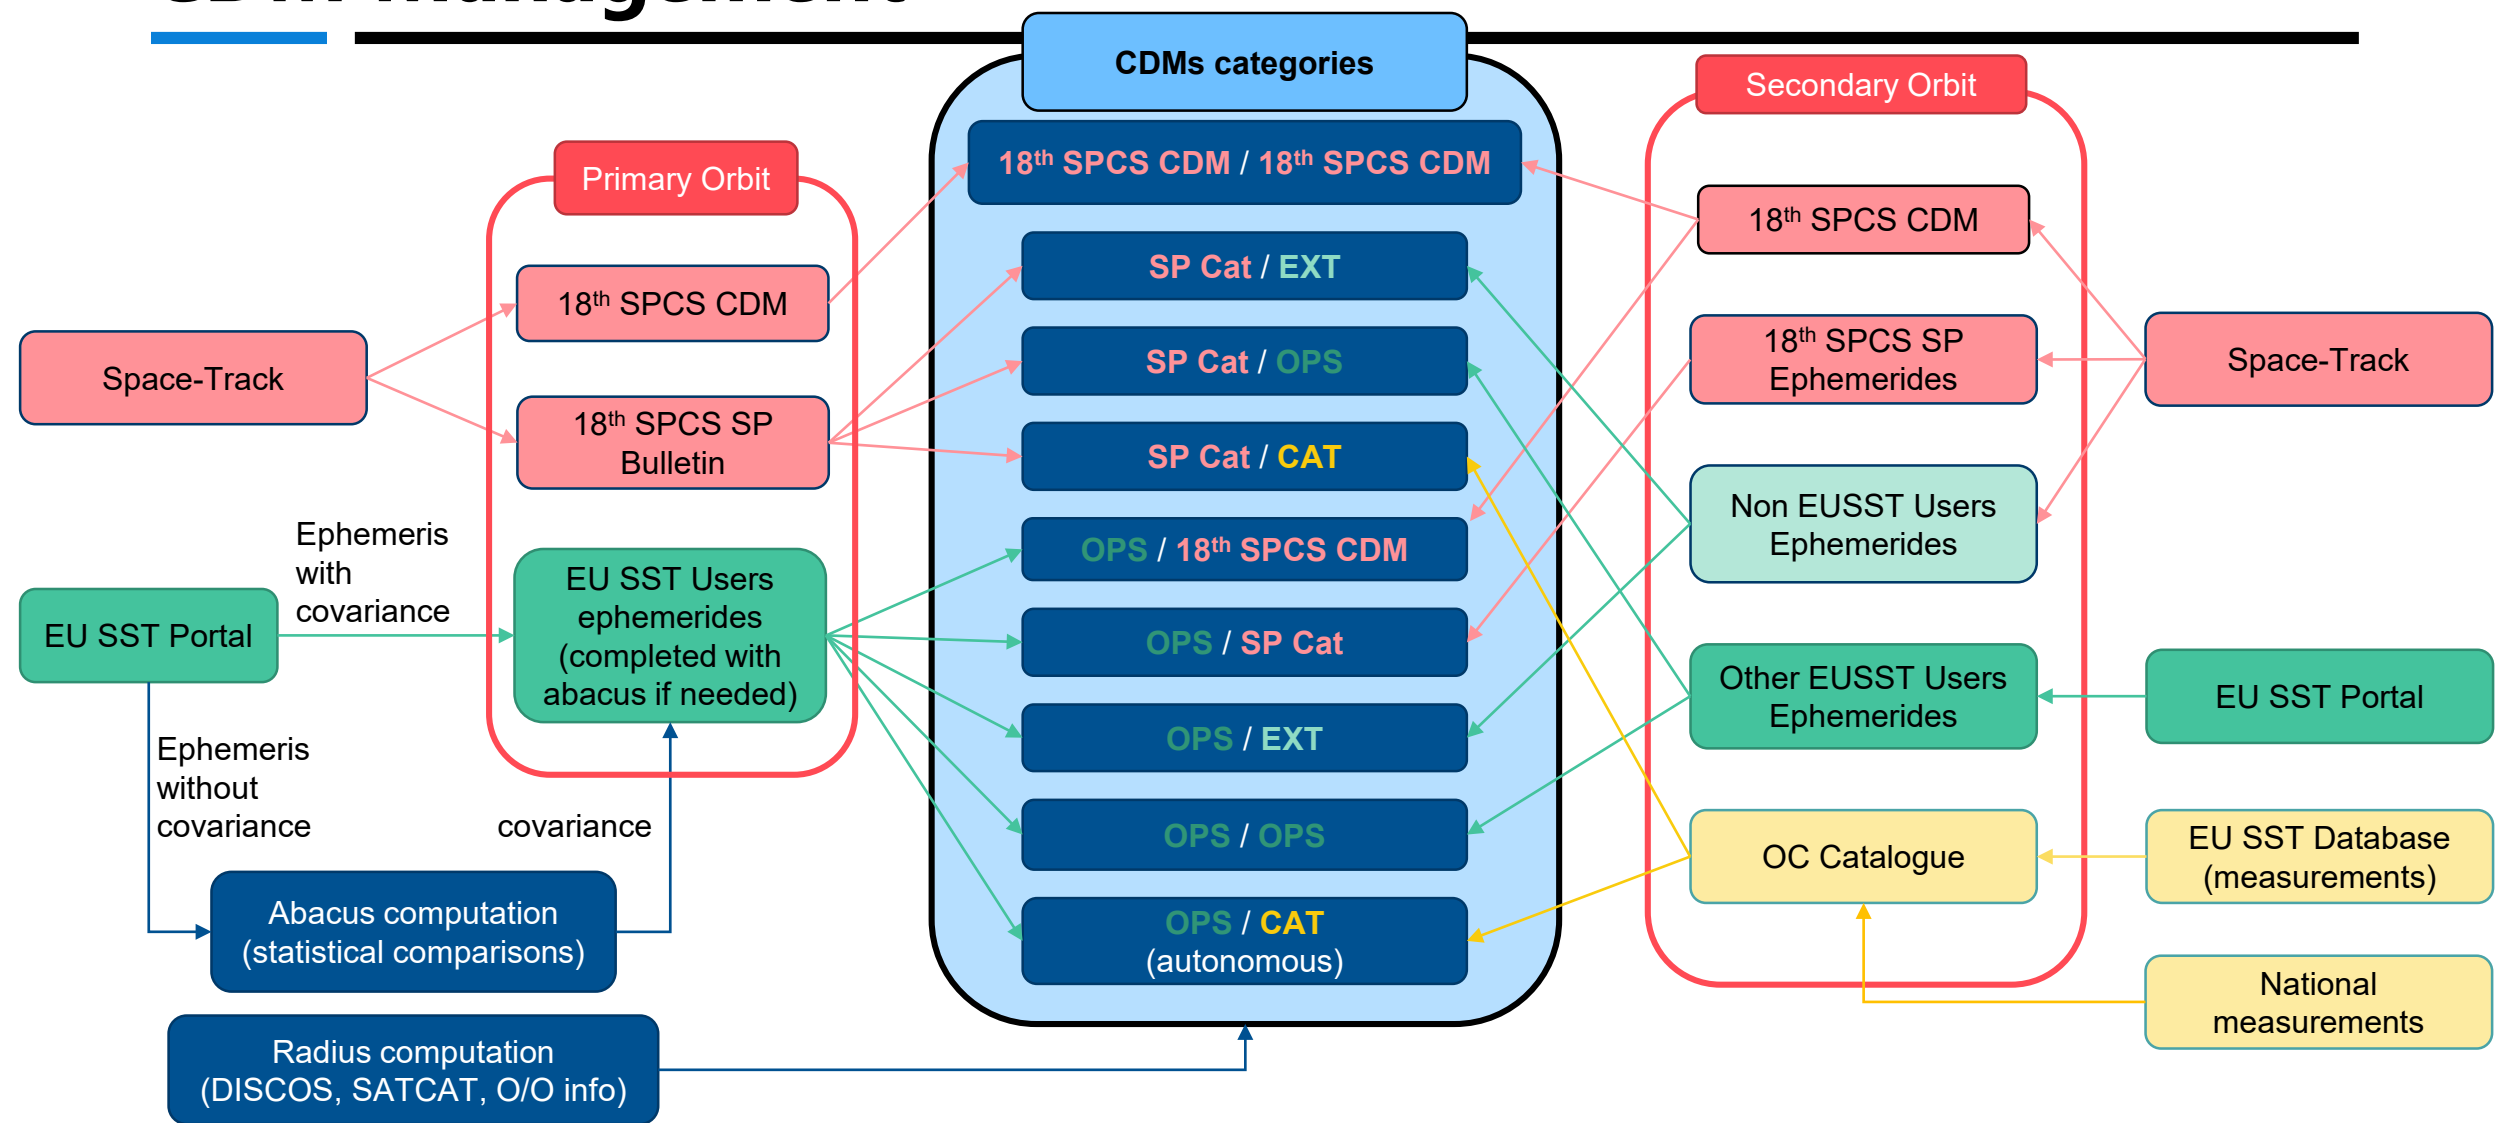 CDM management
CDMs categories
Primary Orbit
Secondary Orbit
Space-Track
18th SPCS CDM
18th SPCS SP
Bulletin
Ephemeris
with
covariance
EU SST Portal
EU SST Users
ephemerides
(completed with
abacus if needed)
Ephemeris
without
covariance
covariance
Abacus computation
(statistical comparisons)
Radius computation
(DISCOS, SATCAT, O/O info)
18th SPCS CDM / 18th SPCS CDM
SP Cat / EXT
SP Cat / OPS
SP Cat / CAT
OPS / 18th SPCS CDM
OPS / SP Cat
OPS / EXT
OPS / OPS
OPS / CAT
(autonomous)
18th SPCS CDM
18th SPCS SP
Ephemerides
Non EUSST Users
Ephemerides
Other EUSST Users
Ephemerides
OC Catalogue
Space-Track
EU SST Portal
EU SST Database
(measurements)
National
measurements